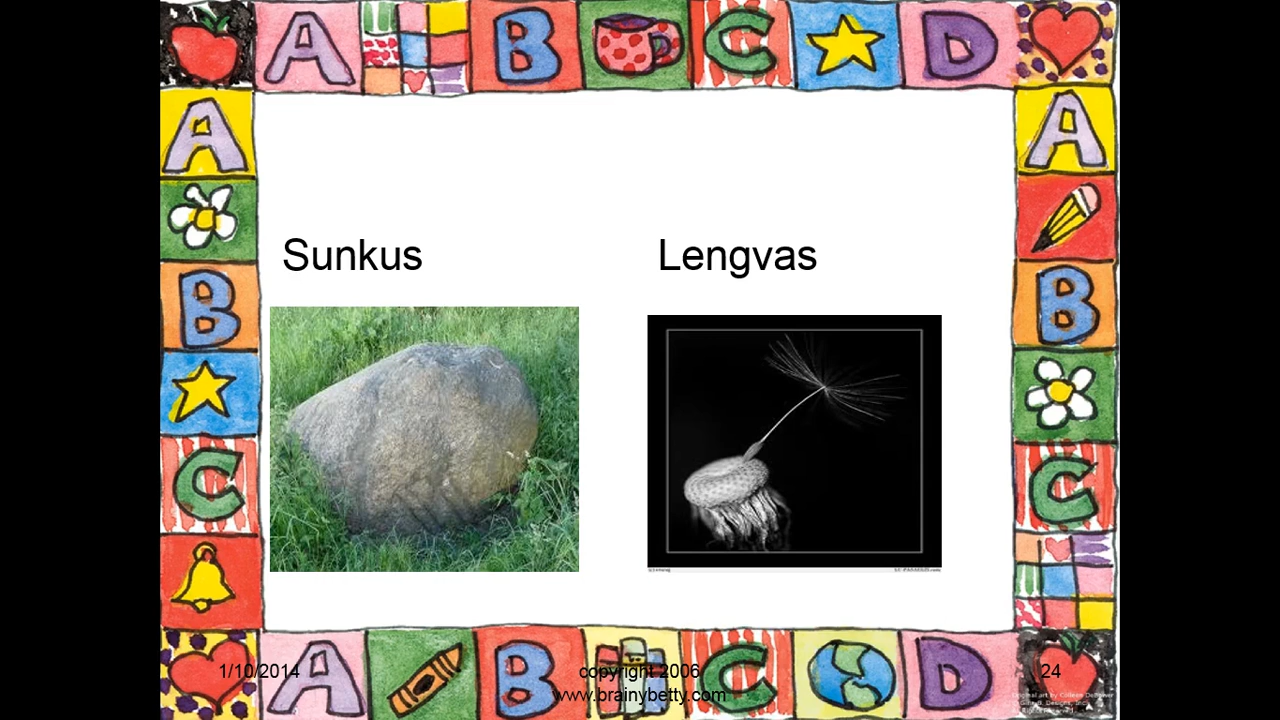 A B C D
A A
B B
C C
Sunkus Lengvas
A B C D
1/10/2014 copyright 2006 24
www.brainybetty.com